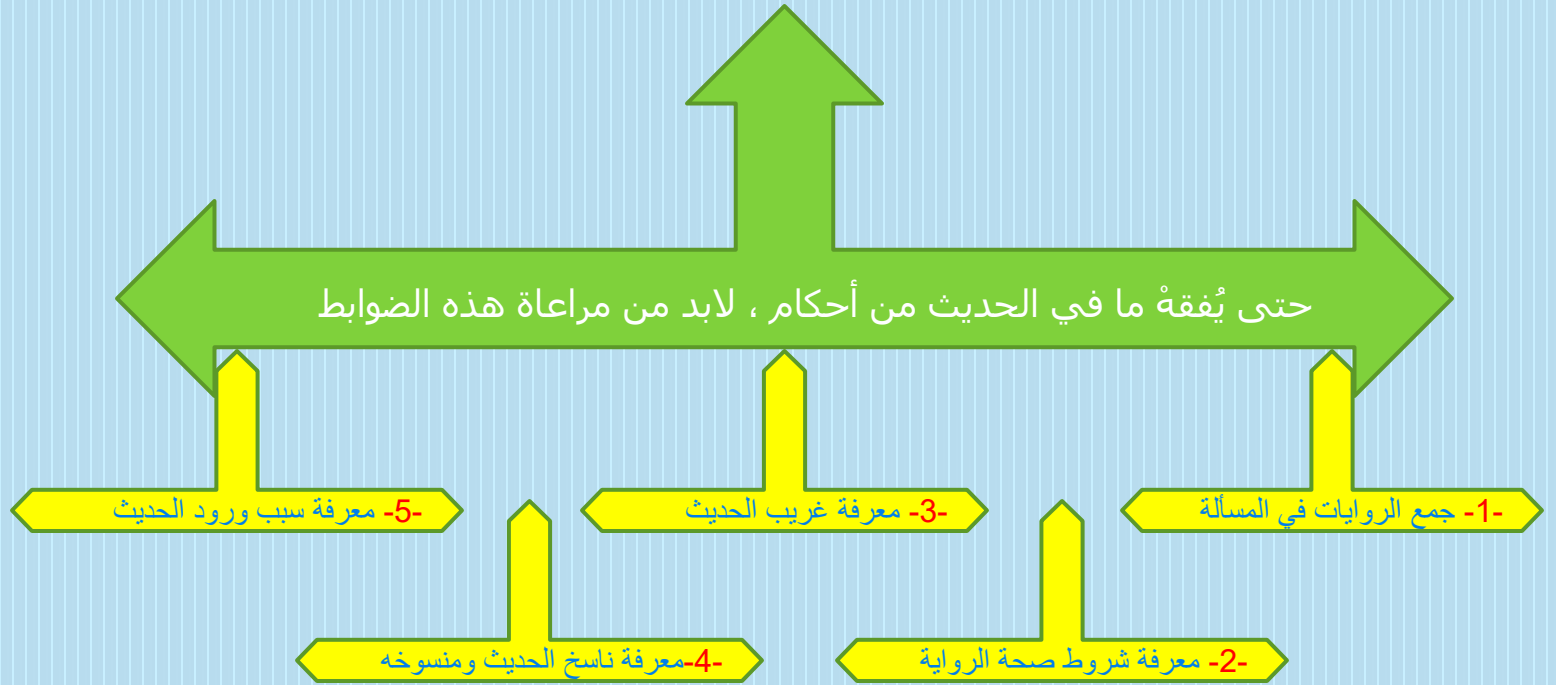 حتى يُفقهْ ما في الحديث من أحكام ، لابد من مراعاة هذه الضوابط
-1- جمع الروايات في المسألة
-2- معرفة شروط صحة الرواية
-3- معرفة غريب الحديث
-4-معرفة ناسخ الحديث ومنسوخه
-5- معرفة سبب ورود الحديث